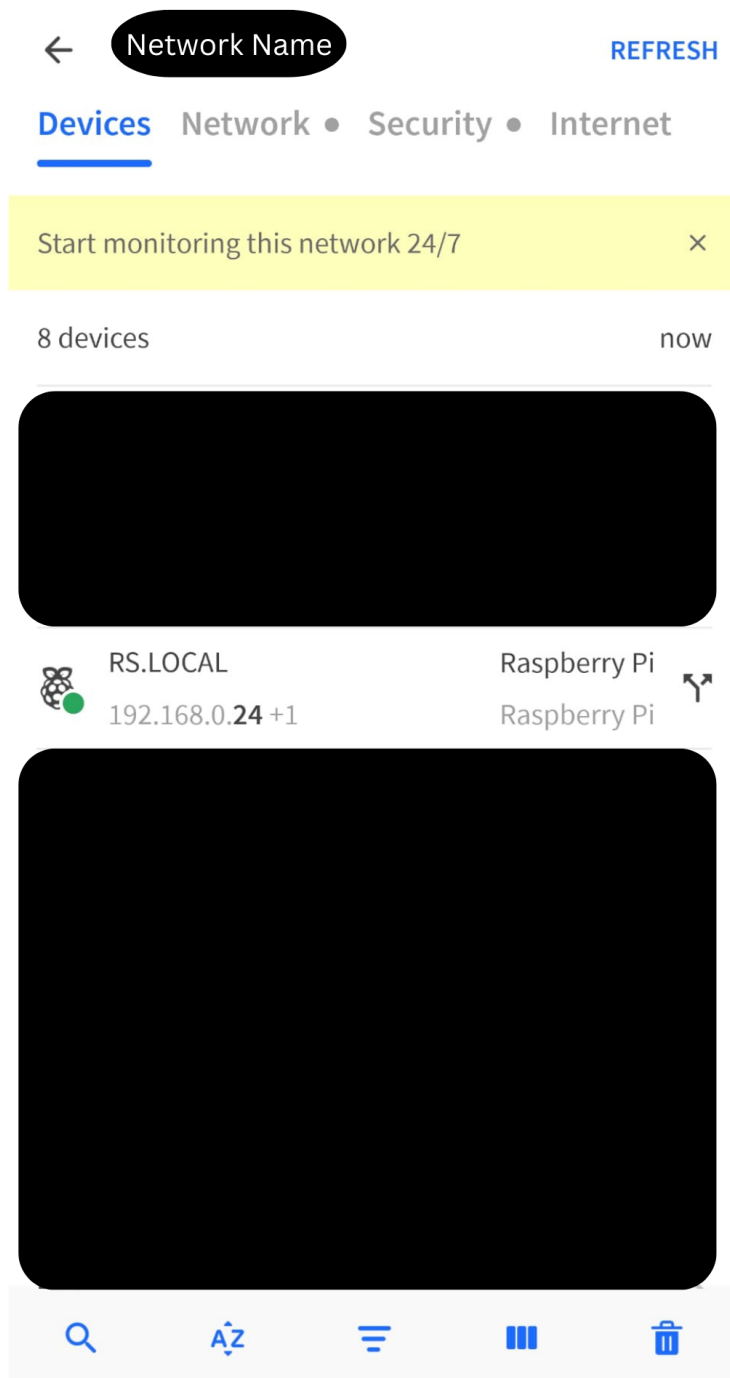 Network Name
REFRESH
Devices Network Security Internet
Start monitoring this network 24/7
8 devices now
RS.LOCAL Raspberry Pi
192.168.0.24 +1 Raspberry Pi
AZ